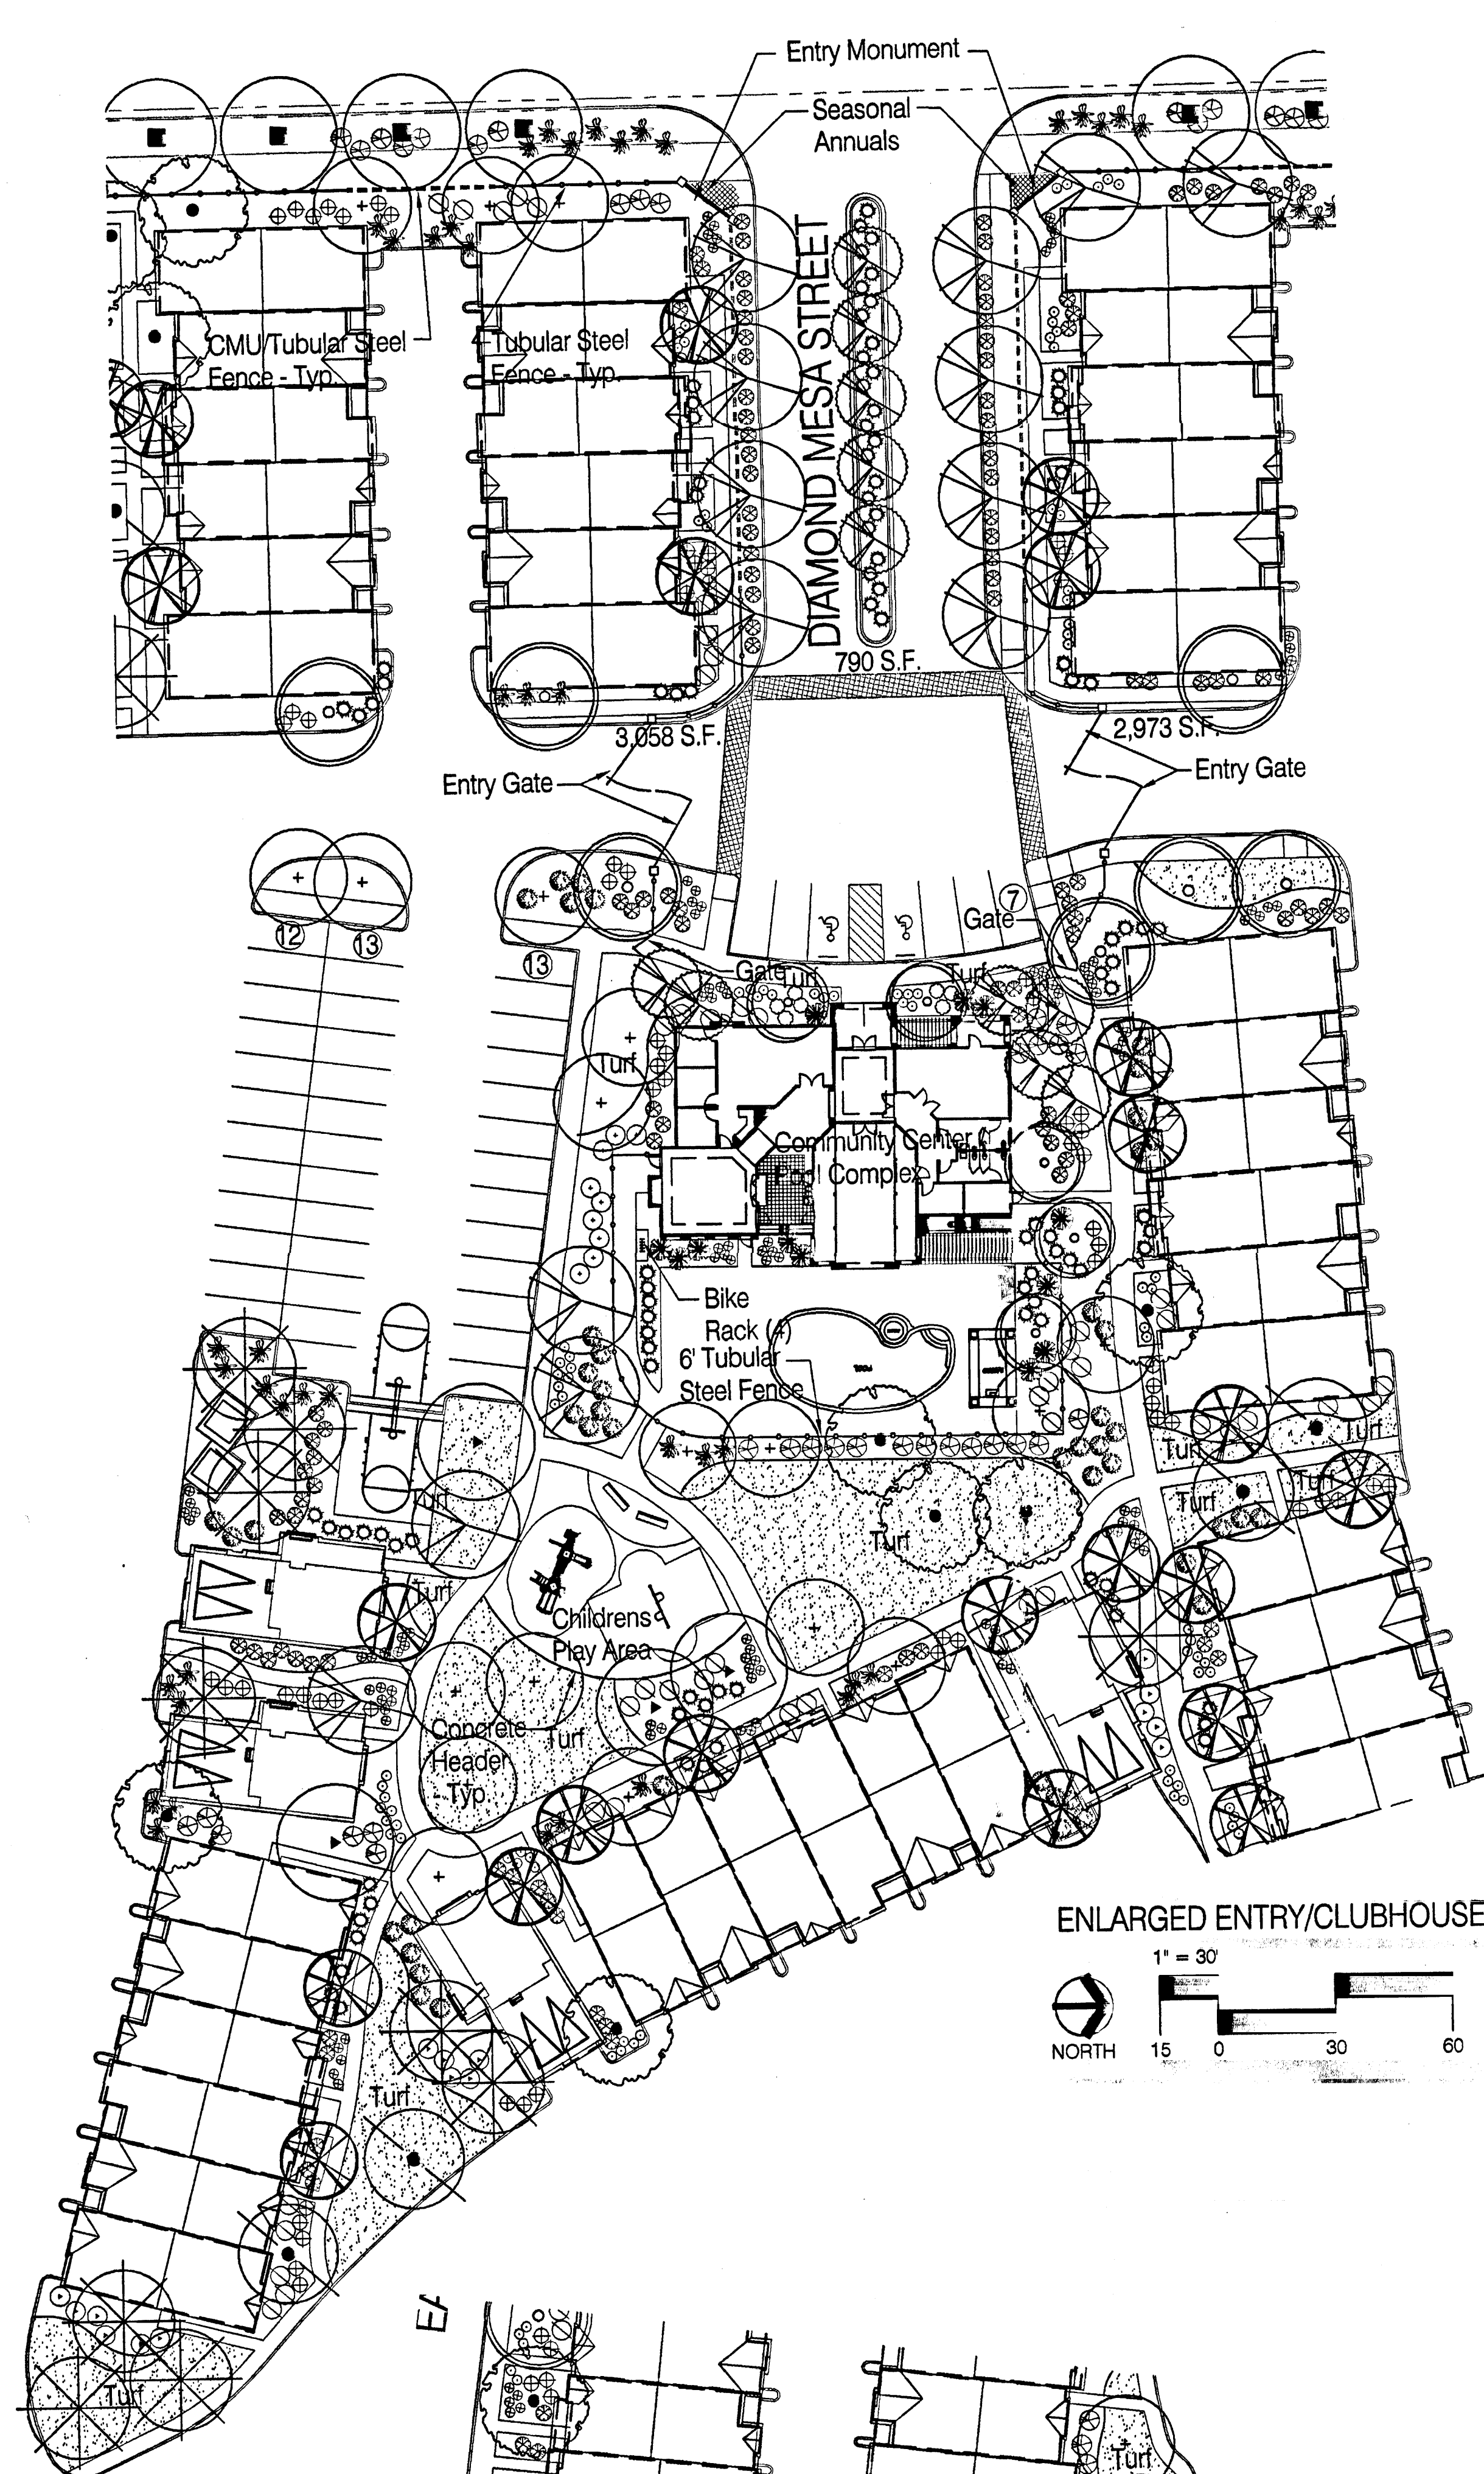 Entry Monument
Seasonal
Annuals
CMU/Tubular Steel
Fence - Typ.
Tubular Steel
Fence - Typ.
DIAMOND MESA STREET
790 S.F.
3,058 S.F.
2,973 S.F.
Entry Gate
Entry Gate
12
13
13
7
Gate
Gate
Turf
Turf
Turf
Community Center
Pool Complex
Bike
Rack (4)
6' Tubular
Steel Fence
POOL
Turf
Turf
Turf
Turf
Turf
Turf
Turf
Childrens
Play Area
Concrete
Header
Typ
Turf
ENLARGED ENTRY/CLUBHOUSE
1" = 30'
NORTH
15 0 30 60
Turf
Turf
EA
Turf